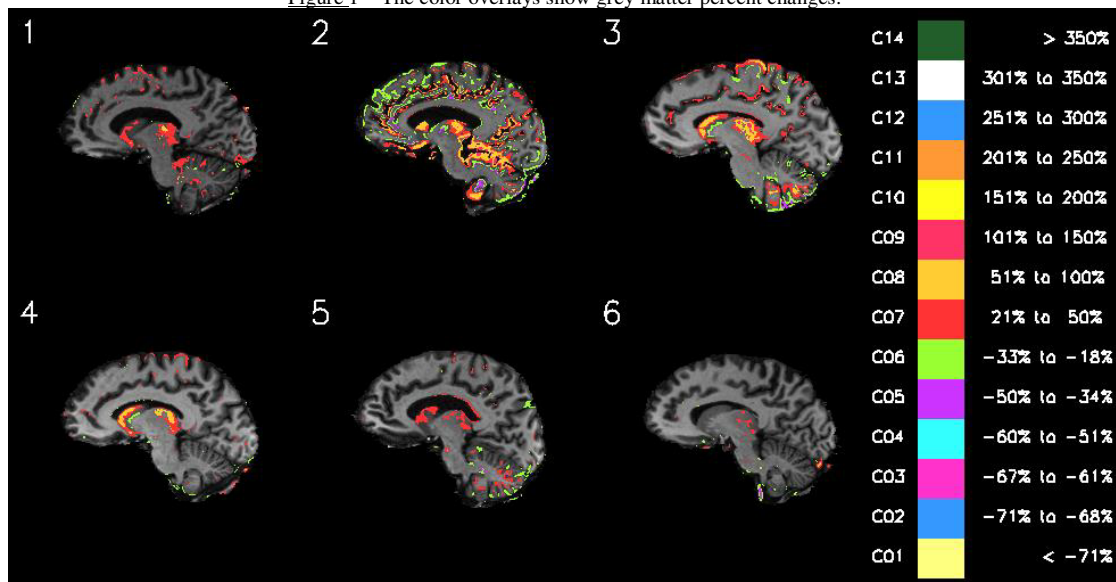 Figure 1 The color overlays show grey matter percent changes.
1 2 3
C14 > 350%
C13 301% to 350%
C12 251% to 300%
C11 201% to 250%
C10 151% to 200%
C09 101% to 150%
C08 51% to 100%
C07 21% to 50%
4 5 6
C06 -33% to -18%
C05 -50% to -34%
C04 -60% to -51%
C03 -67% to -61%
C02 -71% to -68%
C01 < -71%